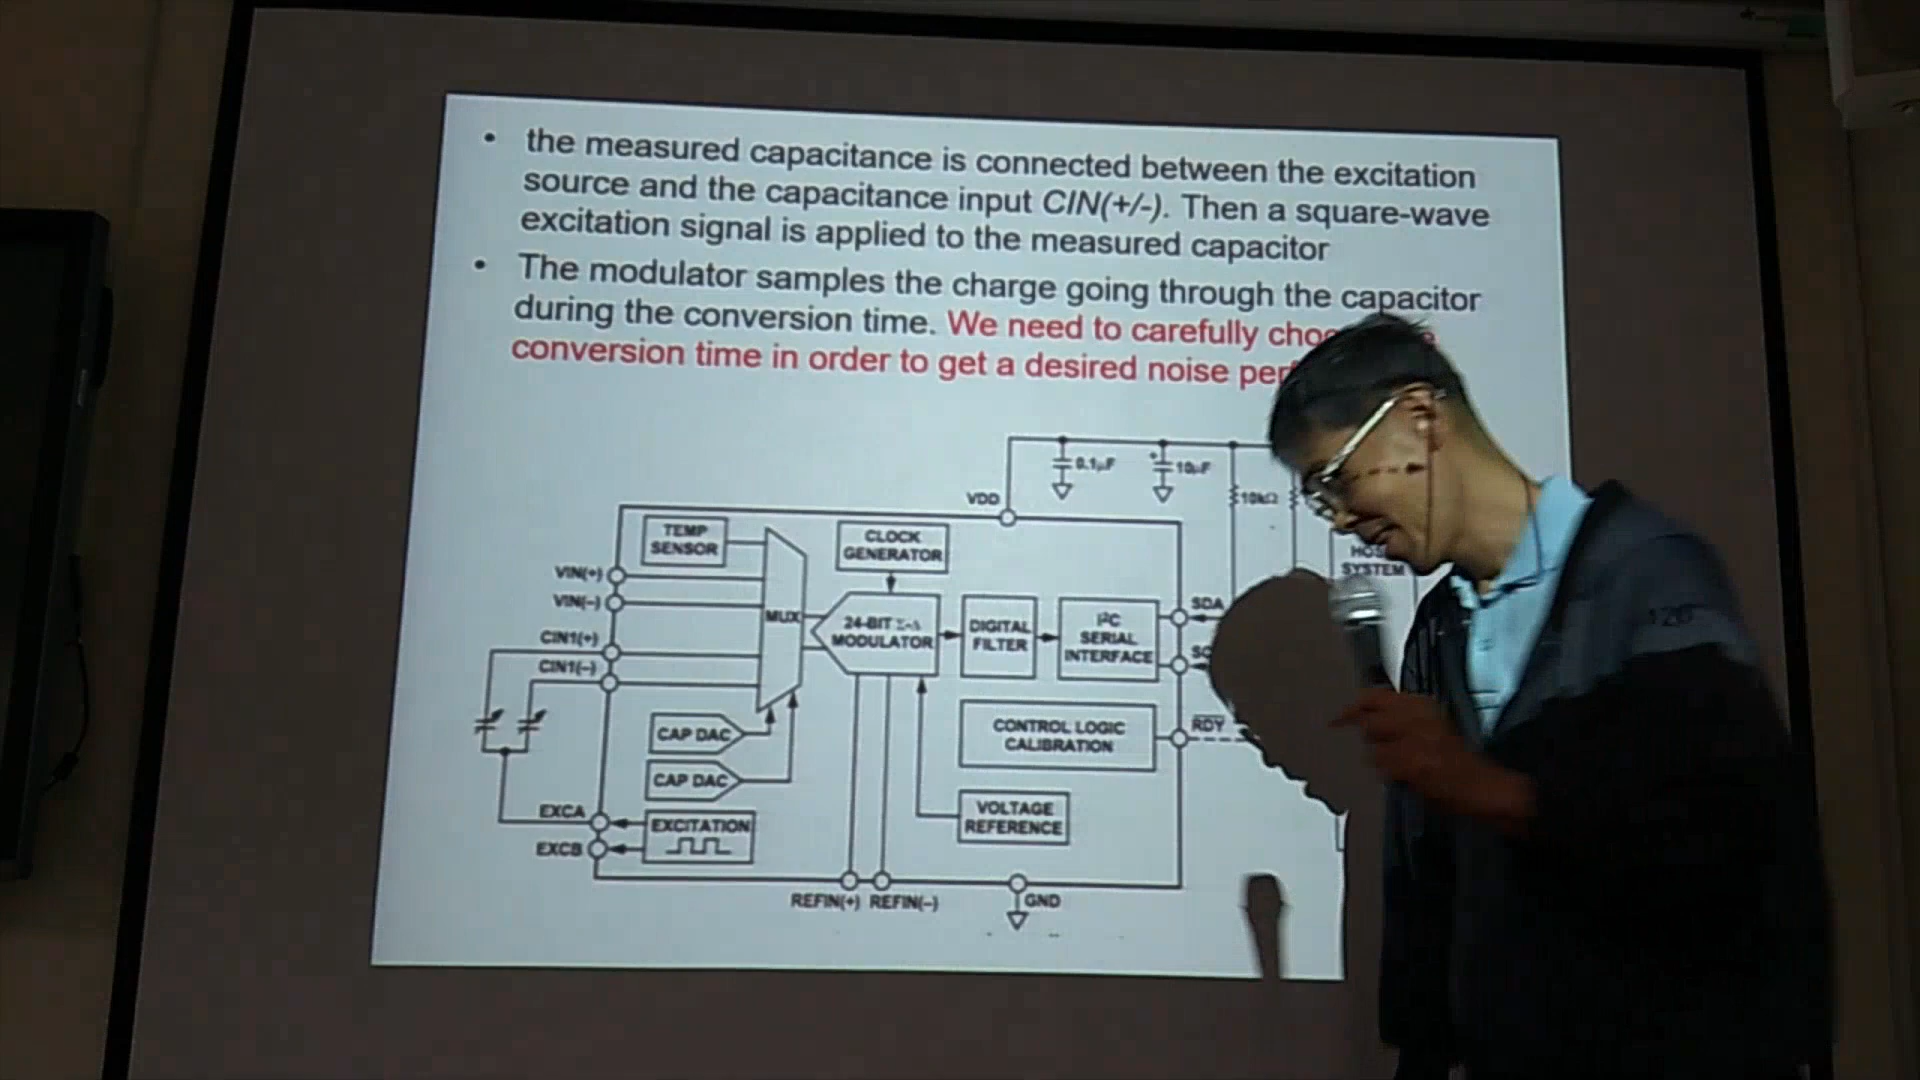 • the measured capacitance is connected between the excitation
source and the capacitance input CIN(+/-). Then a square-wave
excitation signal is applied to the measured capacitor
• The modulator samples the charge going through the capacitor
during the conversion time. We need to carefully
conversion time in order to get a desired noise
0.1µF
10µF
VDD
10kΩ
TEMP
SENSOR
CLOCK
GENERATOR
SYSTEM
VIN(+)
VIN(-)
MUX
24-BIT Σ-Δ
MODULATOR
DIGITAL
FILTER
I²C
SERIAL
INTERFACE
SDA
CIN1(+)
CIN1(-)
CAP DAC
CAP DAC
CONTROL LOGIC
CALIBRATION
RDY
EXCA
EXCB
EXCITATION
VOLTAGE
REFERENCE
REFIN(+) REFIN(-)
GND